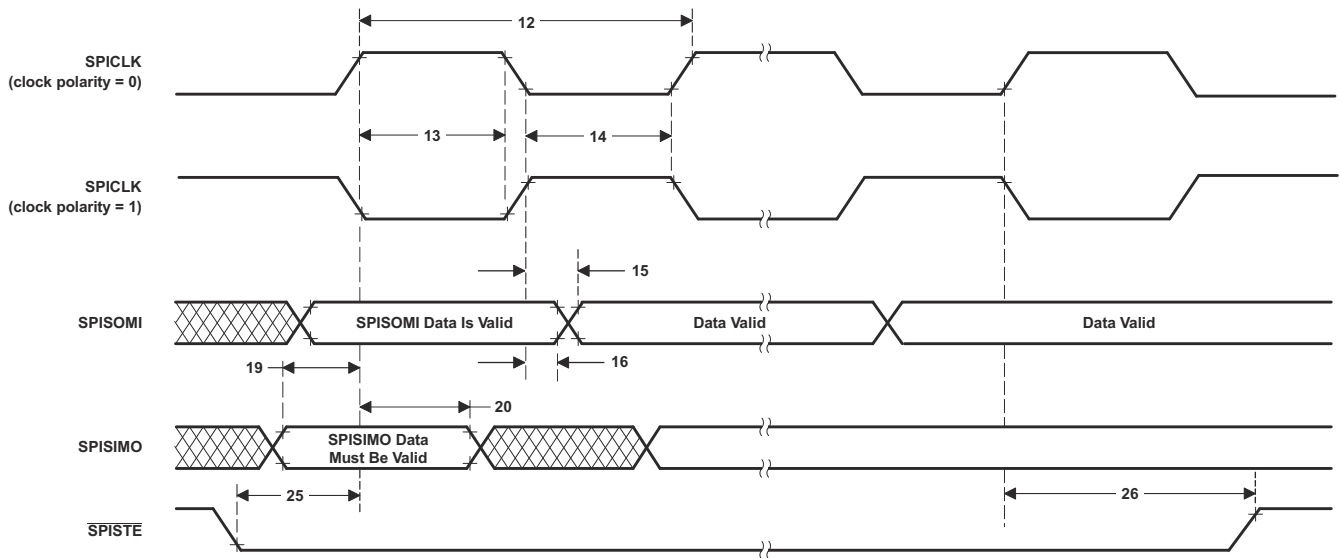 12
SPICLK
(clock polarity = 0)
13
14
SPICLK
(clock polarity = 1)
15
SPISOMI
SPISOMI Data Is Valid
Data Valid
Data Valid
16
19
20
SPISIMO
SPISIMO Data
Must Be Valid
25
26
SPISTE